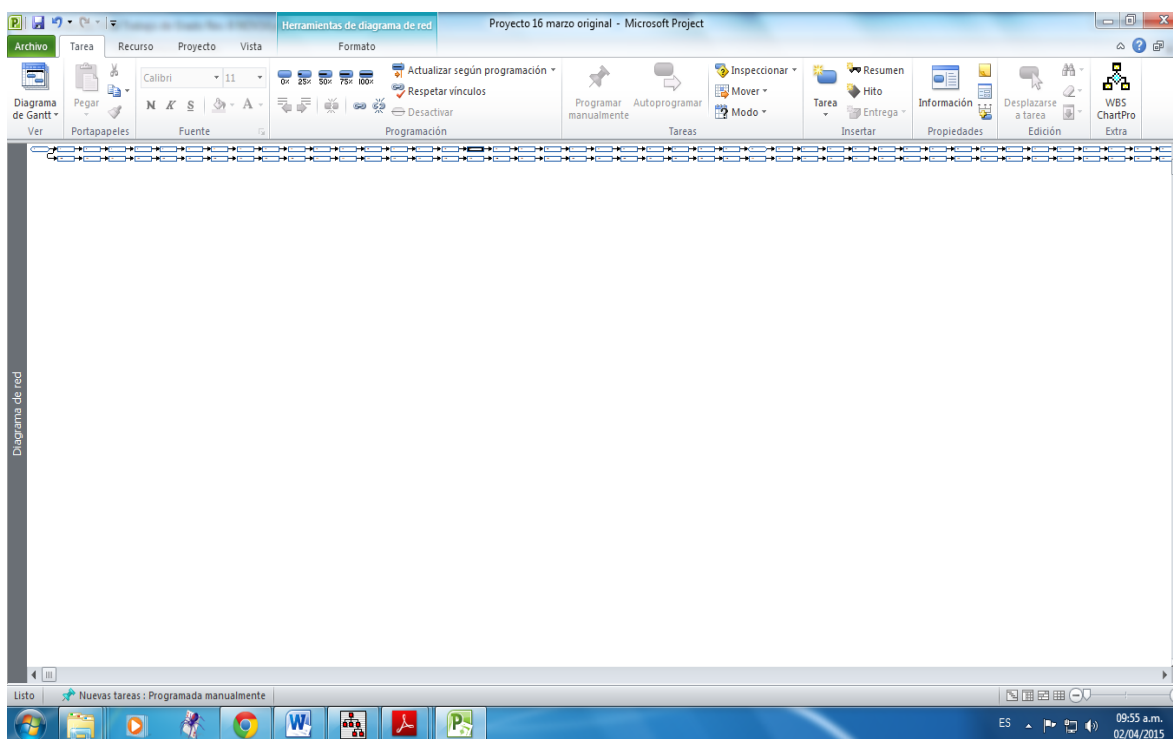 Herramientas de diagrama de red
Proyecto 16 marzo original - Microsoft Project
Archivo Tarea Recurso Proyecto Vista Formato
Diagrama de Gantt
Pegar
Calibri 11
N K S A
0% 25% 50% 75% 100%
Actualizar según programación
Respetar vínculos
Desactivar
Programar manualmente
Autoprogramar
Inspeccionar
Mover
Modo
Tarea
Resumen
Hito
Entrega
Información
Desplazarse a tarea
WBS ChartPro
Ver Portapapeles Fuente Programación Tareas Insertar Propiedades Edición Extra
Diagrama de red
Listo Nuevas tareas : Programada manualmente
ES
09:55 a.m.
02/04/2015